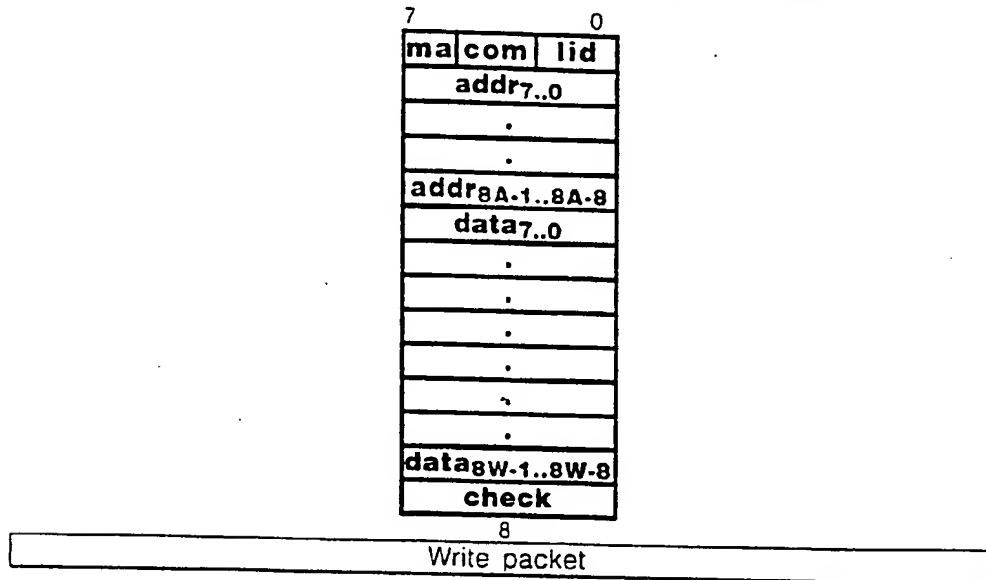 7 0
ma com lid
addr7..0
.
.
addr8A-1..8A-8
data7..0
.
.
.
.
.
.
data8W-1..8W-8
check
8
Write packet